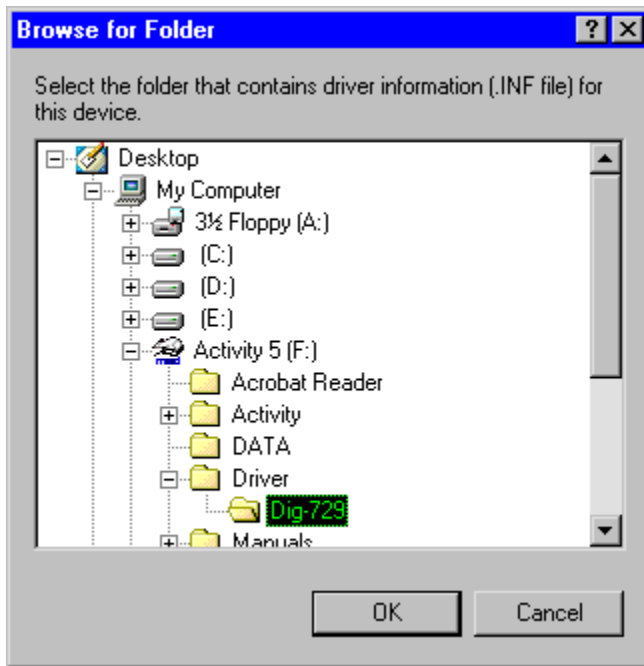 Browse for Folder
Select the folder that contains driver information (.INF file) for
this device.
Desktop
My Computer
3½ Floppy (A:)
(C:)
(D:)
(E:)
Activity 5 (F:)
Acrobat Reader
Activity
DATA
Driver
Dig-729
Manuals
OK Cancel